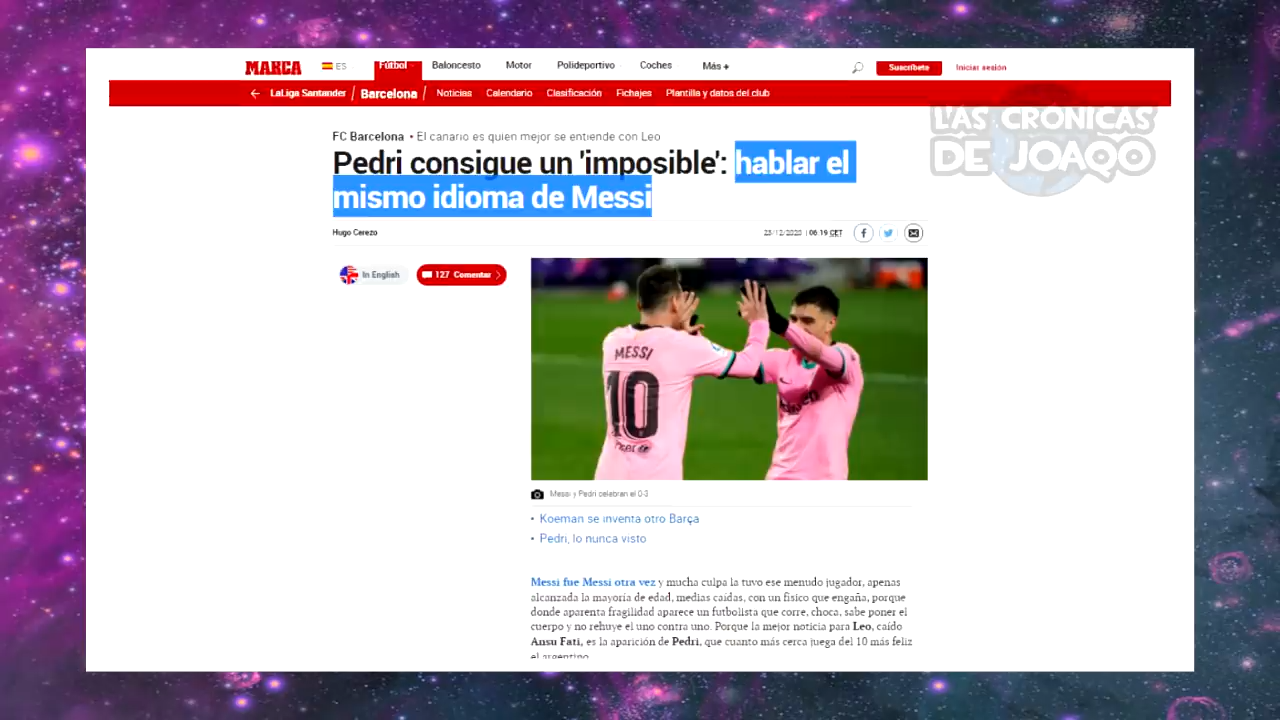 MARCA ES Fútbol Baloncesto Motor Polideportivo Coches Más + Suscríbete Iniciar sesión
LaLiga Santander / Barcelona / Noticias Calendario Clasificación Fichajes Plantilla y datos del club
LAS CRÓNICAS
DE JOAQO
FC Barcelona • El canario es quien mejor se entiende con Leo
Pedri consigue un 'imposible': hablar el
mismo idioma de Messi
Hugo Cerezo
23/12/2020 | 06:19 CET
In English
127 Comentar
MESSI
10
Messi y Pedri celebran el 0-3
• Koeman se inventa otro Barça
• Pedri, lo nunca visto
Messi fue Messi otra vez y mucha culpa la tuvo ese menudo jugador, apenas
alcanzada la mayoría de edad, medias caídas, con un físico que engaña, porque
donde aparenta fragilidad aparece un futbolista que corre, choca, sabe poner el
cuerpo y no rehuye el uno contra uno. Porque la mejor noticia para Leo, caído
Ansu Fati, es la aparición de Pedri, que cuanto más cerca juega del 10 más feliz
el argentino